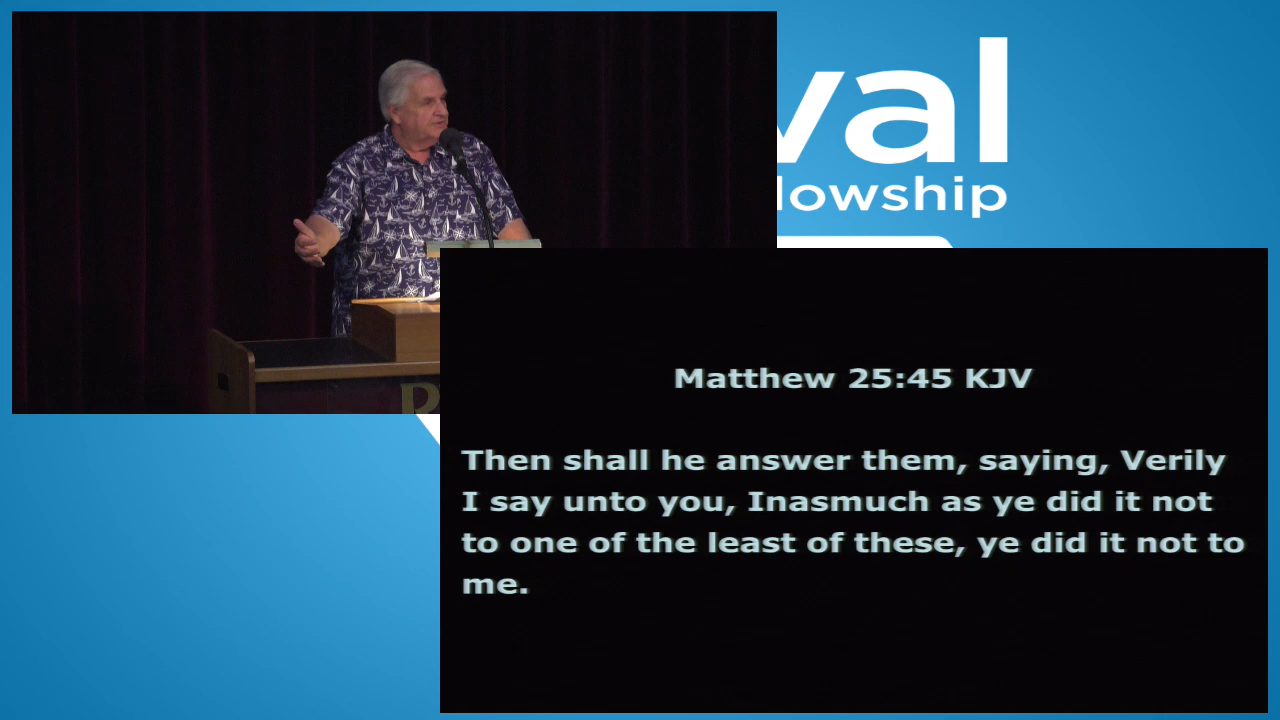 val
lowship
Matthew 25:45 KJV
Then shall he answer them, saying, Verily
I say unto you, Inasmuch as ye did it not
to one of the least of these, ye did it not to
me.